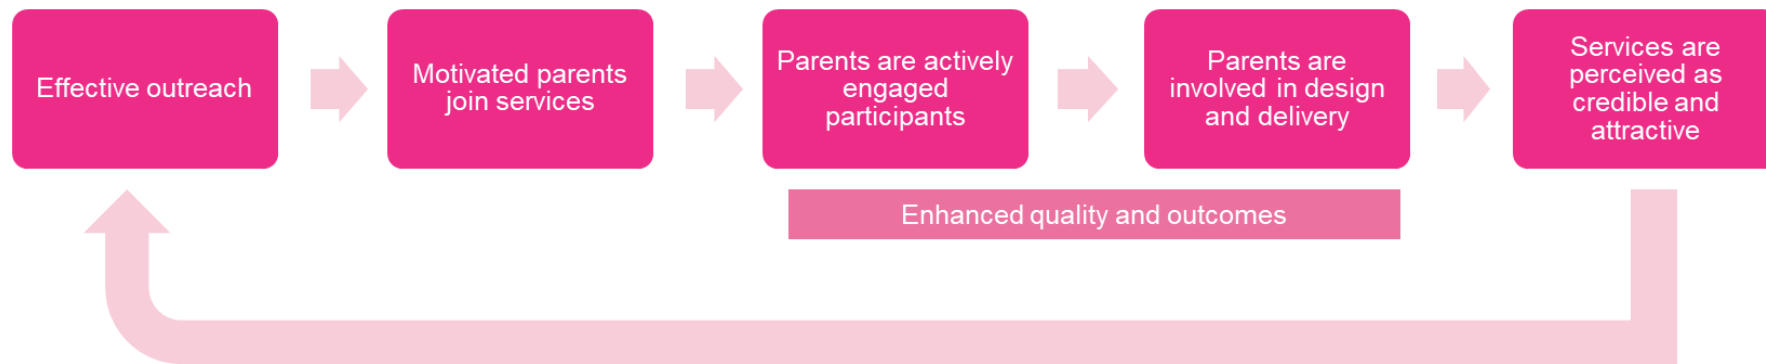 Effective outreach
Motivated parents
join services
Parents are actively
engaged
participants
Parents are
involved in design
and delivery
Services are
perceived as
credible and
attractive
Enhanced quality and outcomes